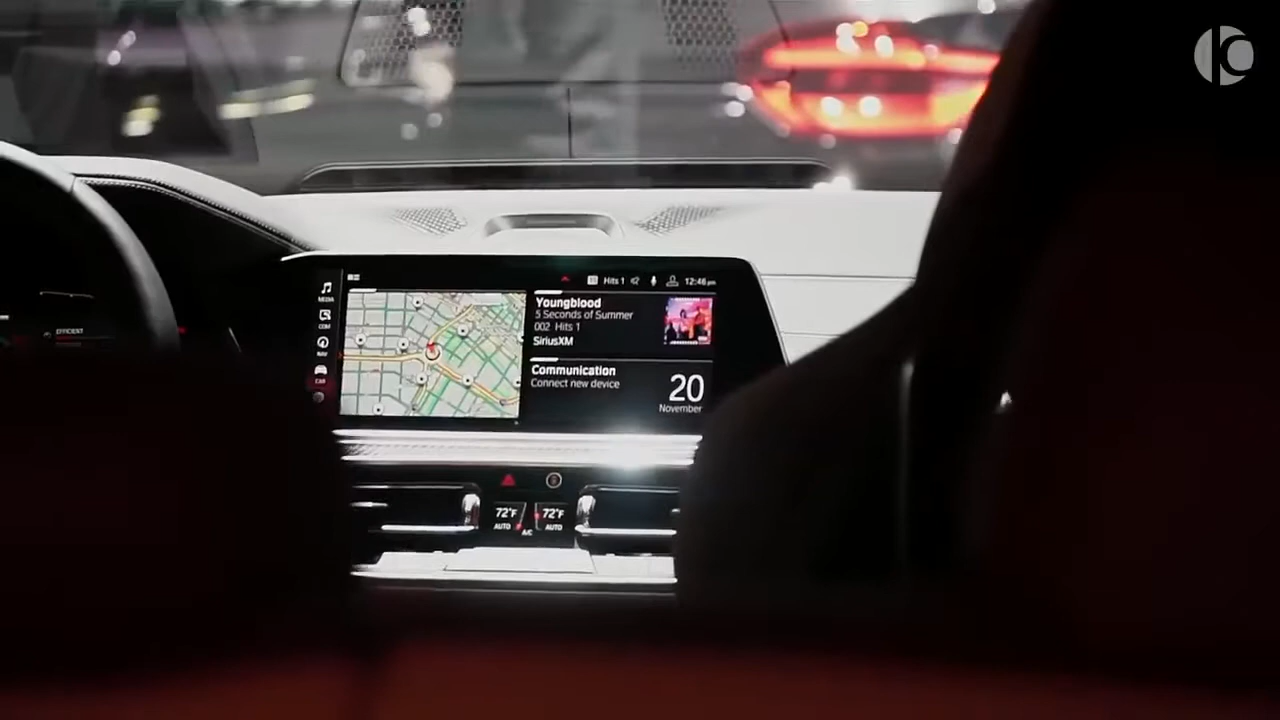 Hits 1
12:46 pm
MEDIA
COM
NAV
CAR
Youngblood
5 Seconds of Summer
002 Hits 1
SiriusXM
Communication
Connect new device
20
November
EFFICIENT
72°F
72°F
AUTO
AUTO
A/C